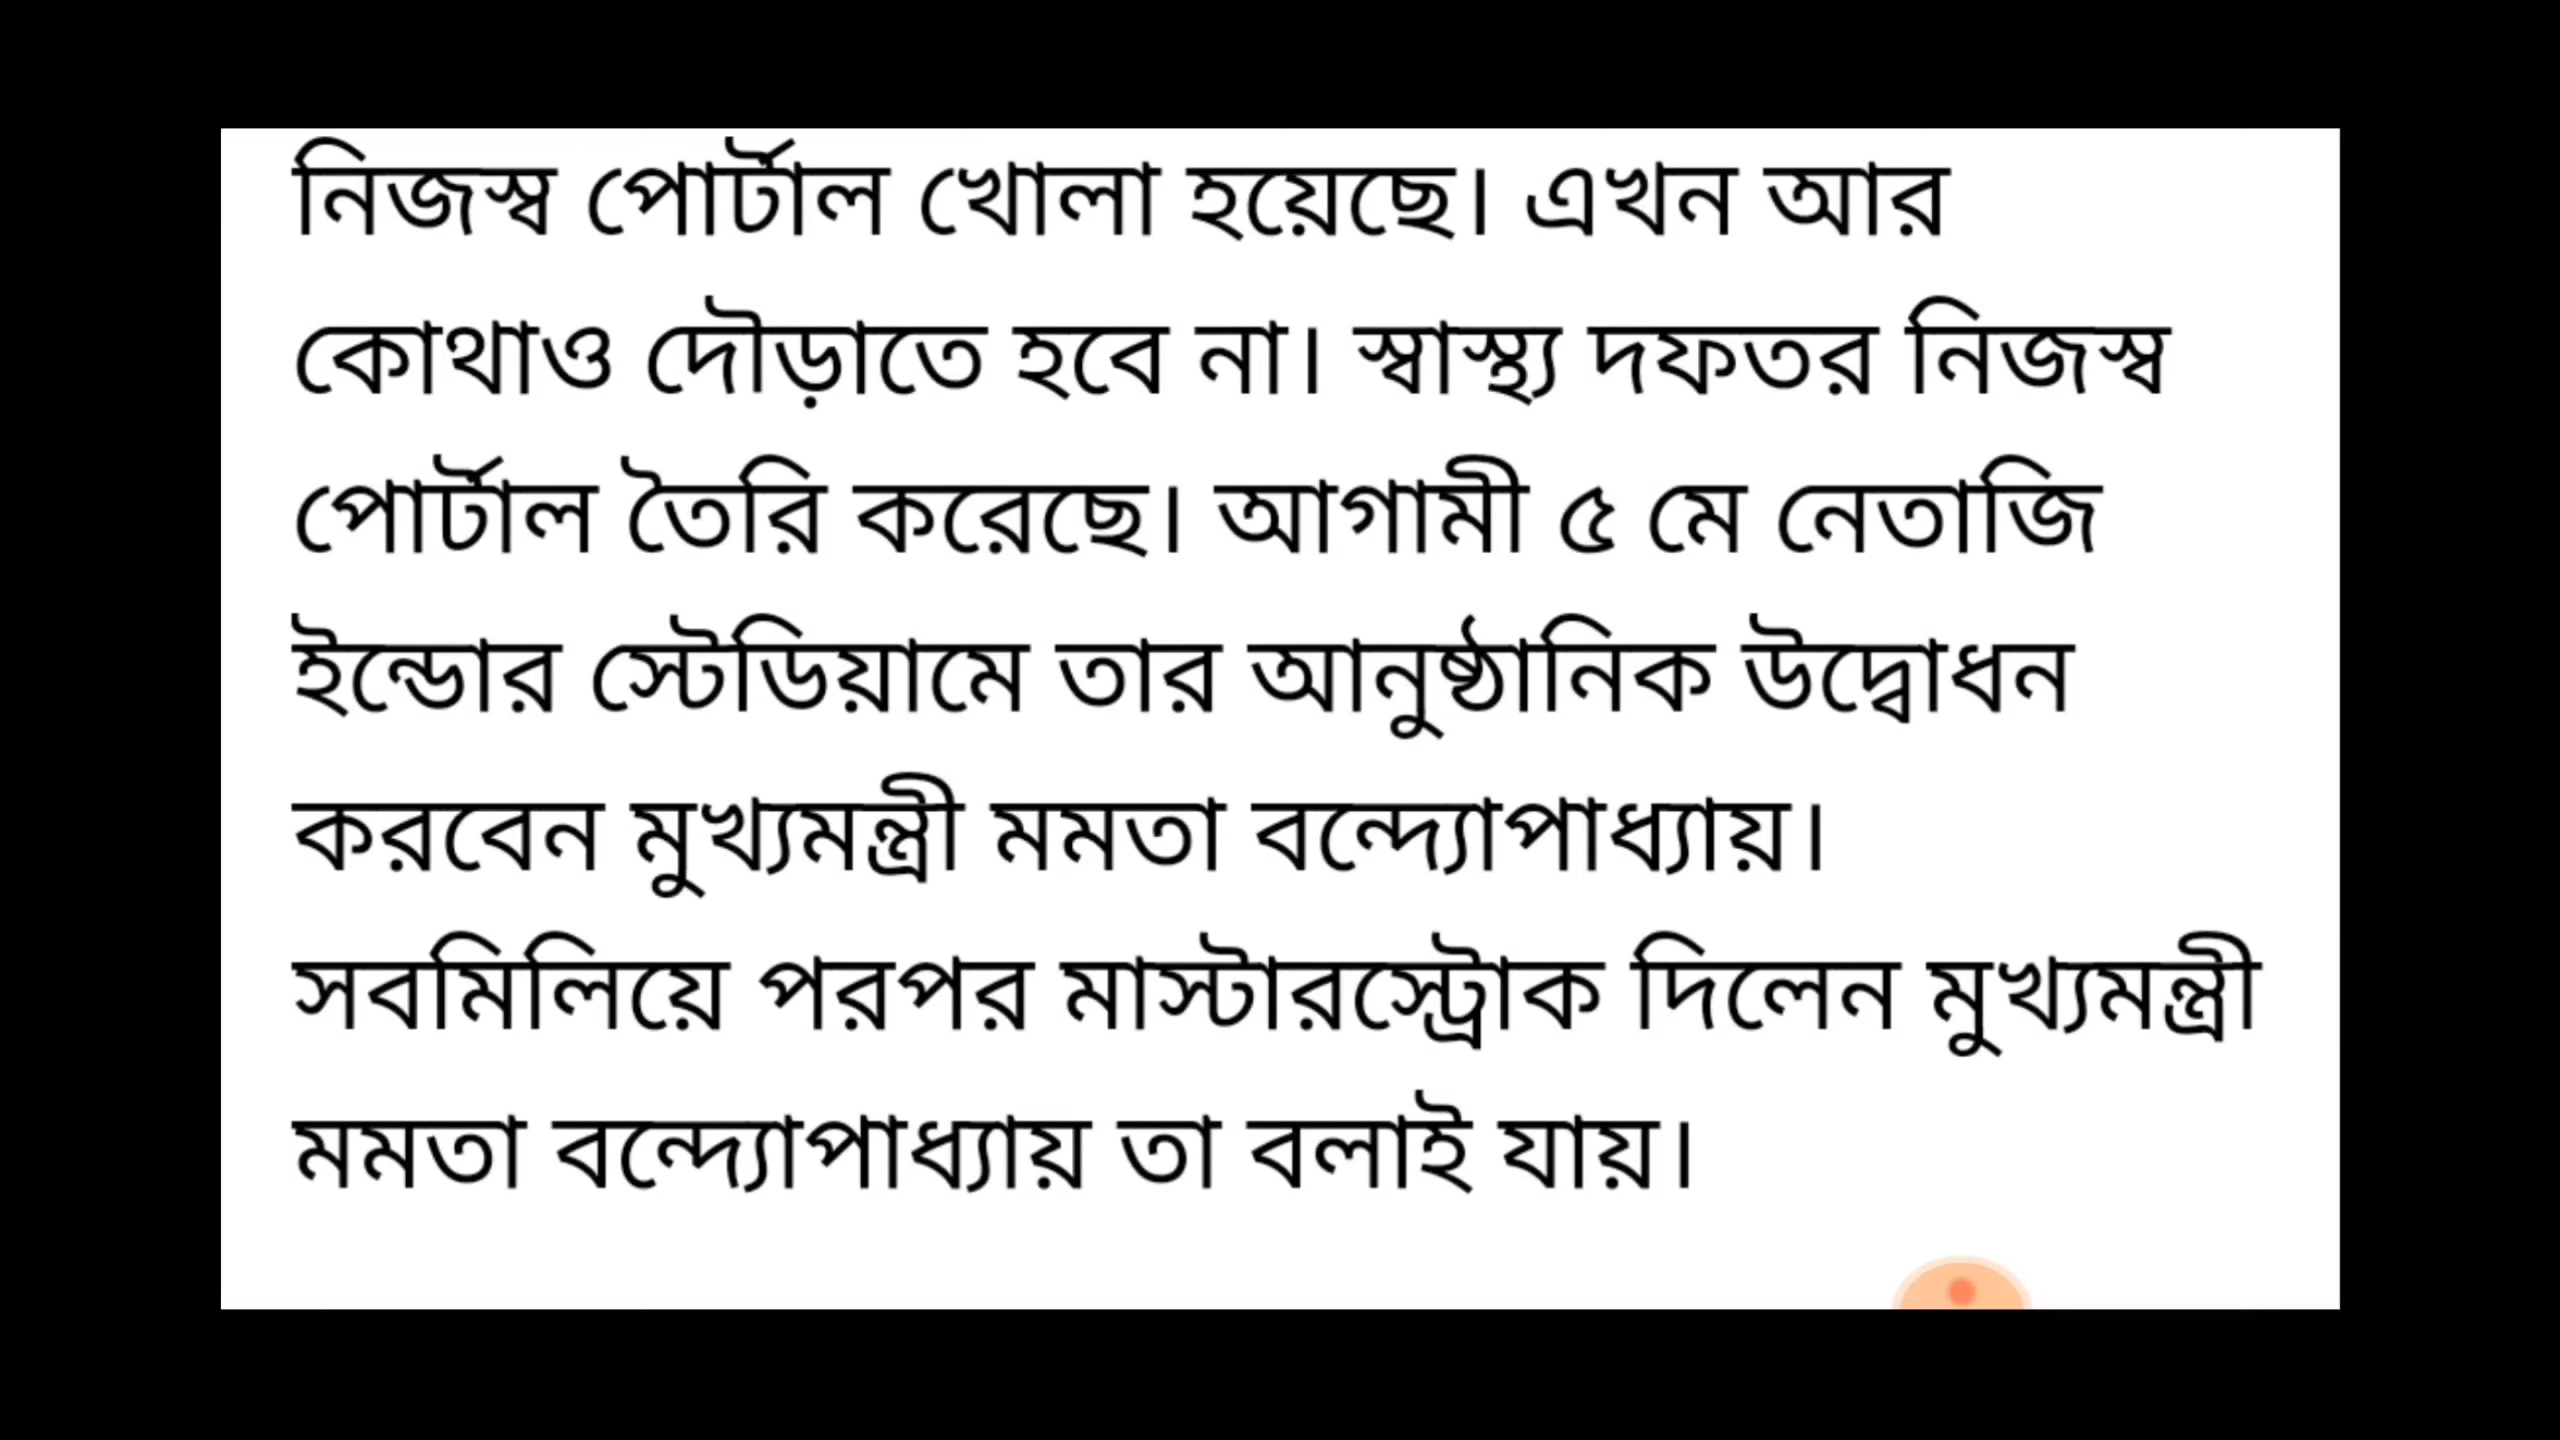 নিজস্ব পোর্টাল খোলা হয়েছে। এখন আর
কোথাও দৌড়াতে হবে না। স্বাস্থ্য দফতর নিজস্ব
পোর্টাল তৈরি করেছে। আগামী ৫ মে নেতাজি
ইন্ডোর স্টেডিয়ামে তার আনুষ্ঠানিক উদ্বোধন
করবেন মুখ্যমন্ত্রী মমতা বন্দ্যোপাধ্যায়।
সবমিলিয়ে পরপর মাস্টারস্ট্রোক দিলেন মুখ্যমন্ত্রী
মমতা বন্দ্যোপাধ্যায় তা বলাই যায়।